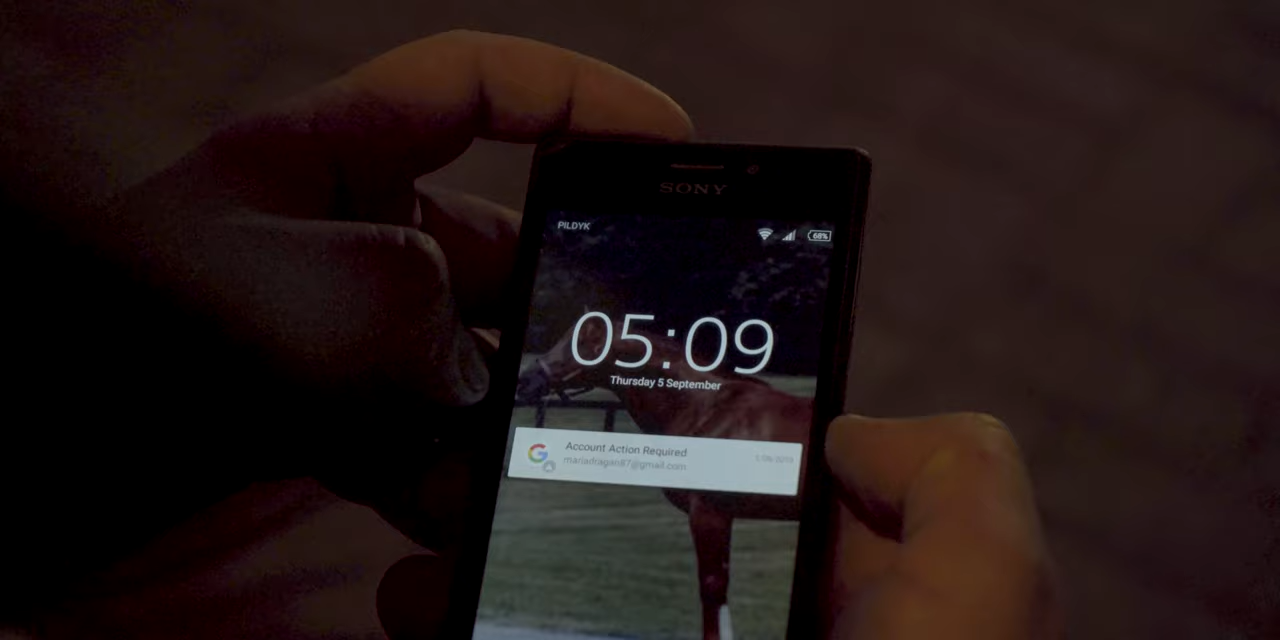 SONY
PILDYK
68%
05:09
Thursday 5 September
Account Action Required
mariadragan87@gmail.com